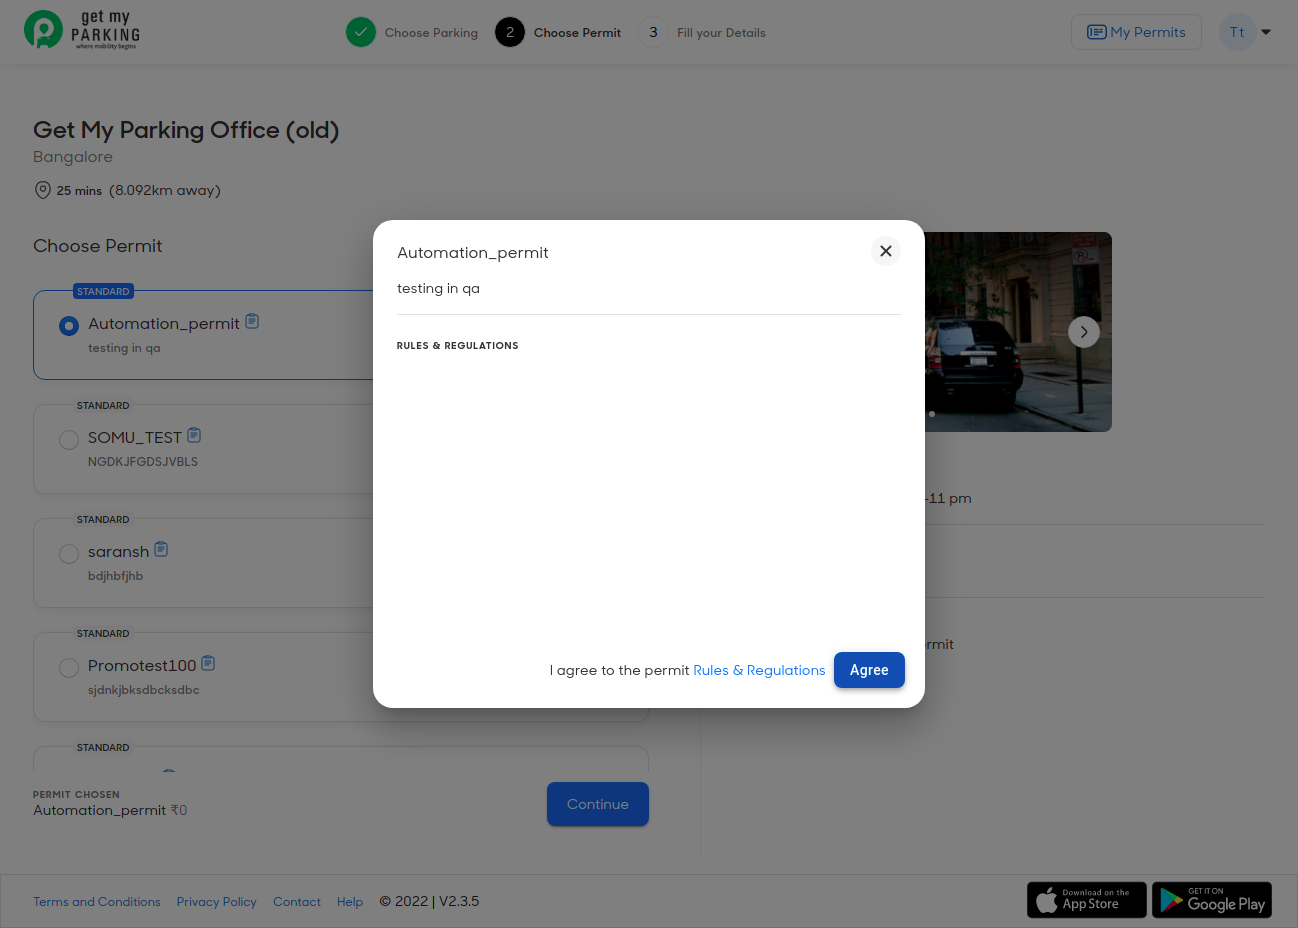 get my
PARKING
where mobility begins
Choose Parking
2 Choose Permit
3 Fill your Details
My Permits
Tt
Get My Parking Office (old)
Bangalore
25 mins (8.092km away)
Choose Permit
STANDARD
Automation_permit
testing in qa
STANDARD
SOMU_TEST
NGDKJFGDSJVBLS
STANDARD
saransh
bdjhbfjhb
STANDARD
Promotest100
sjdnkjbksdbcksdbc
STANDARD
PERMIT CHOSEN
Automation_permit ₹0
Continue
Automation_permit
testing in qa
RULES & REGULATIONS
I agree to the permit Rules & Regulations
Agree
-11 pm
Terms and Conditions Privacy Policy Contact Help © 2022 | V2.3.5
Download on the
App Store
GET IT ON
Google Play